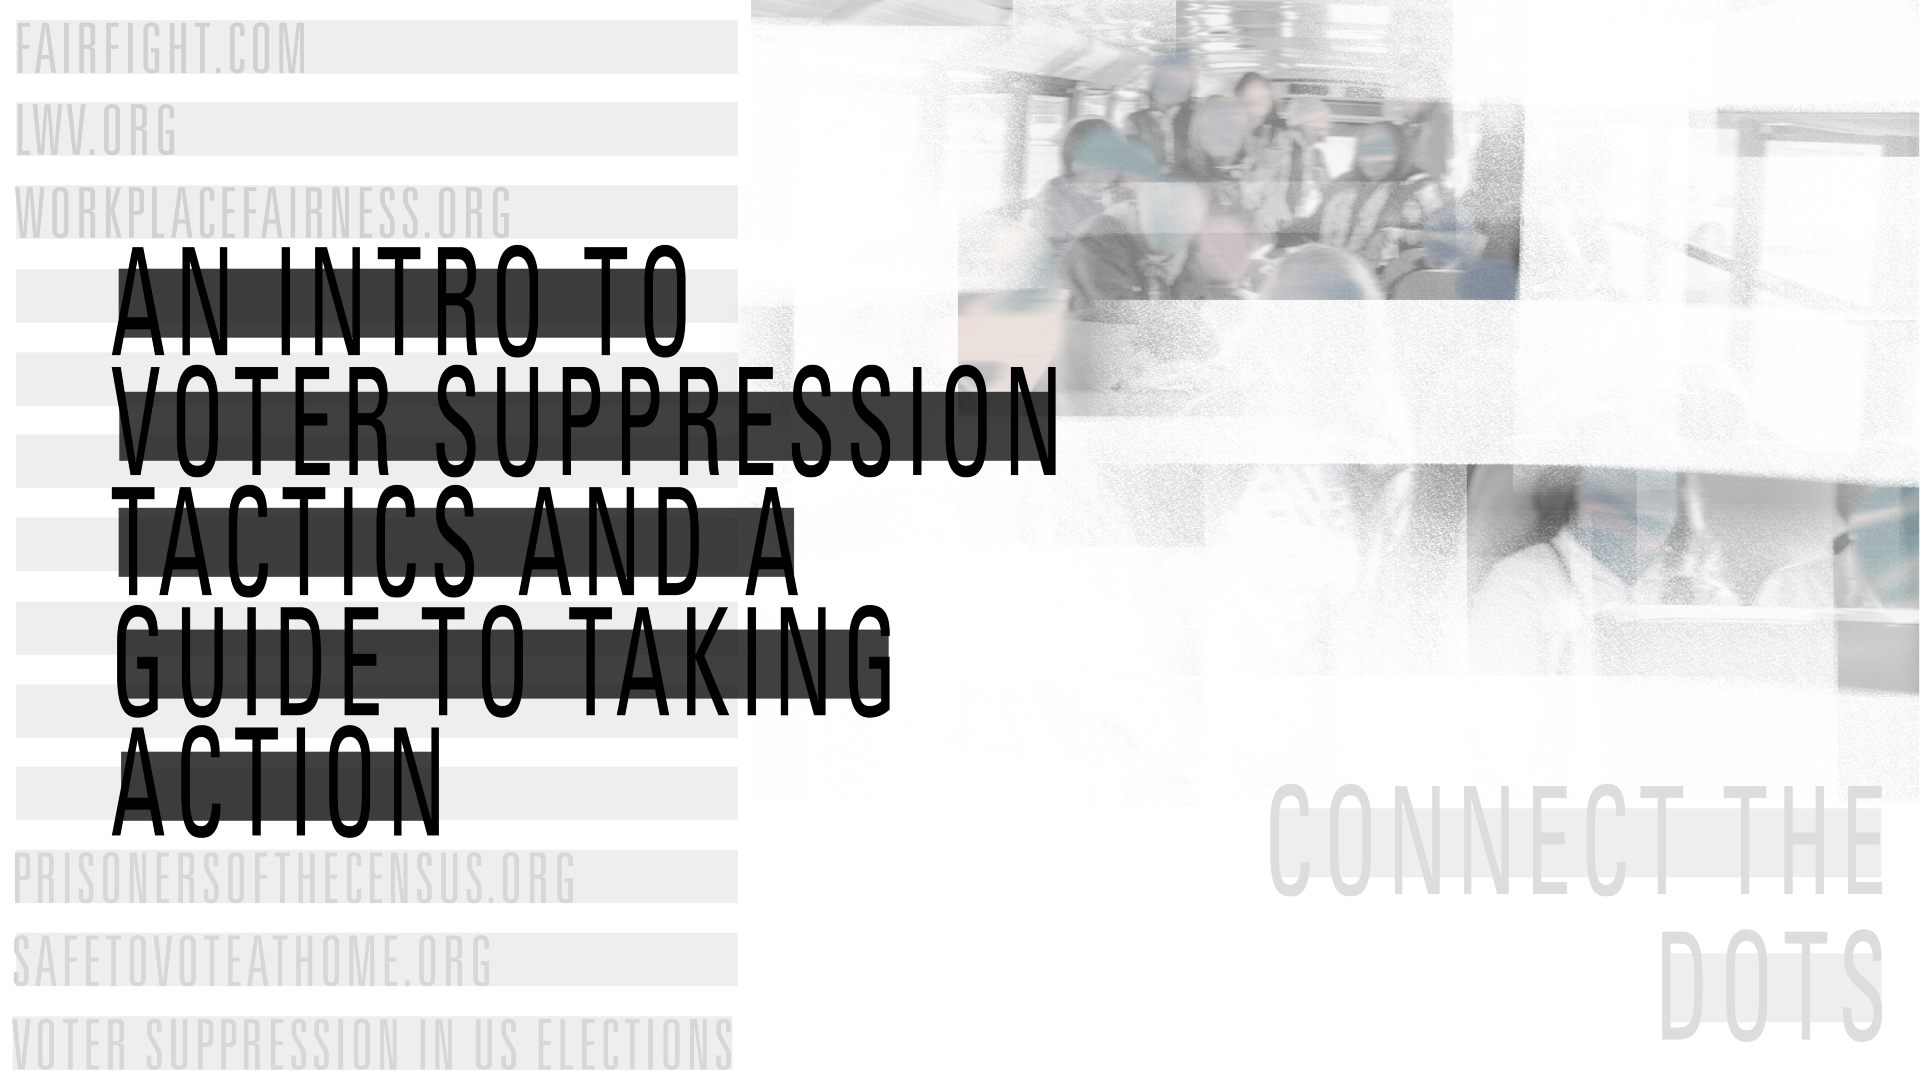 FAIRFIGHT.COM
LWV.ORG
WORKPLACEFAIRNESS.ORG
AN INTRO TO
VOTER SUPPRESSION
TACTICS AND A
GUIDE TO TAKING
ACTION
PRISONERSOFTHECENSUS.ORG
SAFETOVOTEATHOME.ORG
VOTER SUPPRESSION IN US ELECTIONS
CONNECT THE
DOTS